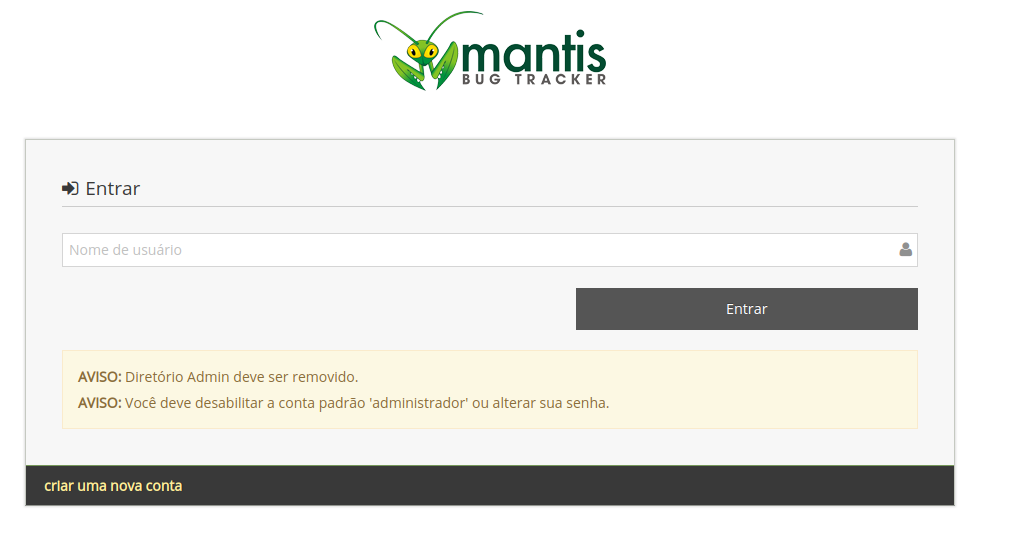 mantis
BUG TRACKER
Entrar
Nome de usuário
Entrar
AVISO: Diretório Admin deve ser removido.
AVISO: Você deve desabilitar a conta padrão 'administrador' ou alterar sua senha.
criar uma nova conta